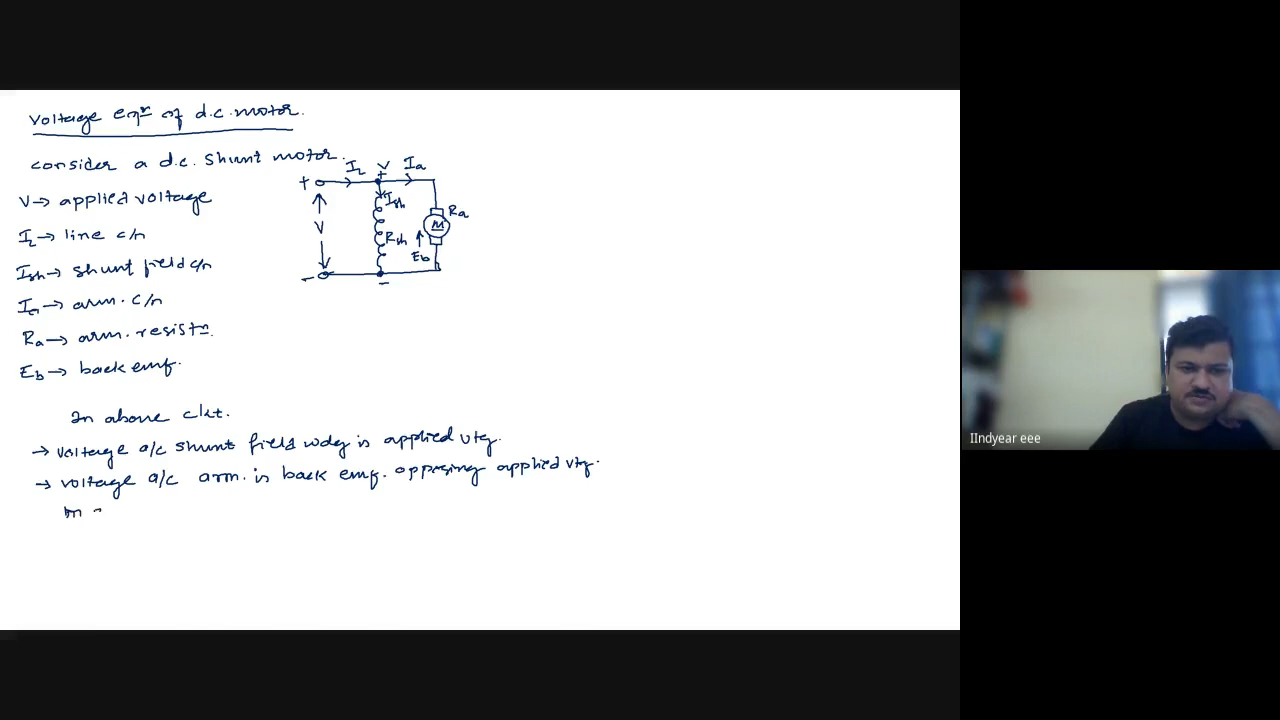 voltage eqn of d.c. motor.
consider a d.c. shunt motor.
V → applied voltage
IL → line c/n
Ish → shunt field c/n
Ia → arm. c/n
Ra → arm. resistn.
Eb → back emf.
+ IL V Ia
+
Ish
V
Rsh
M
Ra
Eb
-
-
In above ckt.
→ voltage a/c shunt field wdg is applied vtg.
→ voltage a/c arm. is back emf. opposing applied vtg.
IIndyear eee